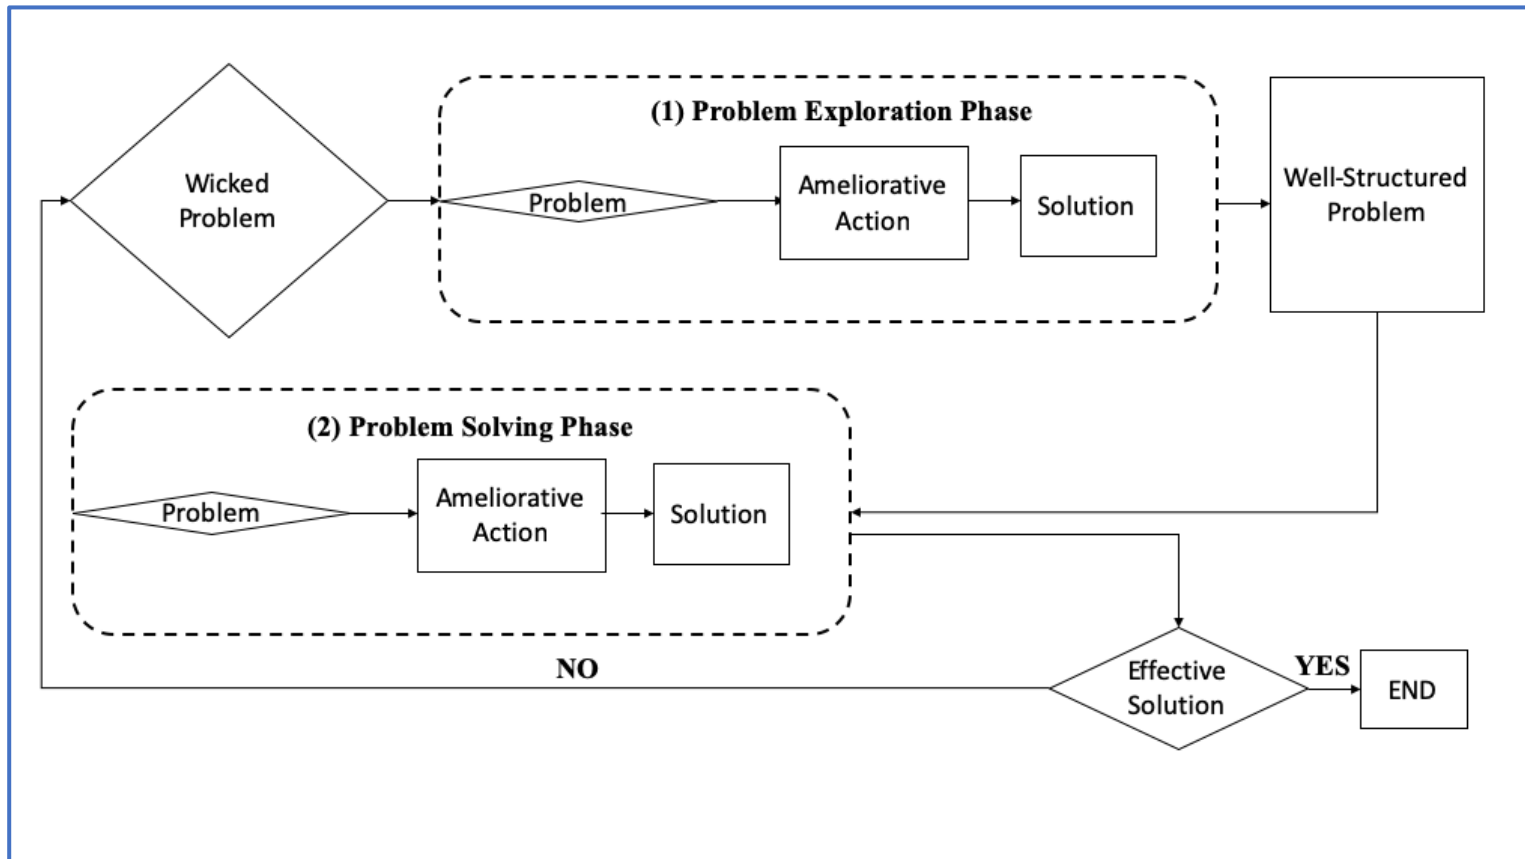 (1) Problem Exploration Phase
Wicked
Problem
Problem
Ameliorative
Action
Solution
Well-Structured
Problem
(2) Problem Solving Phase
Problem
Ameliorative
Action
Solution
NO
Effective
Solution
YES
END